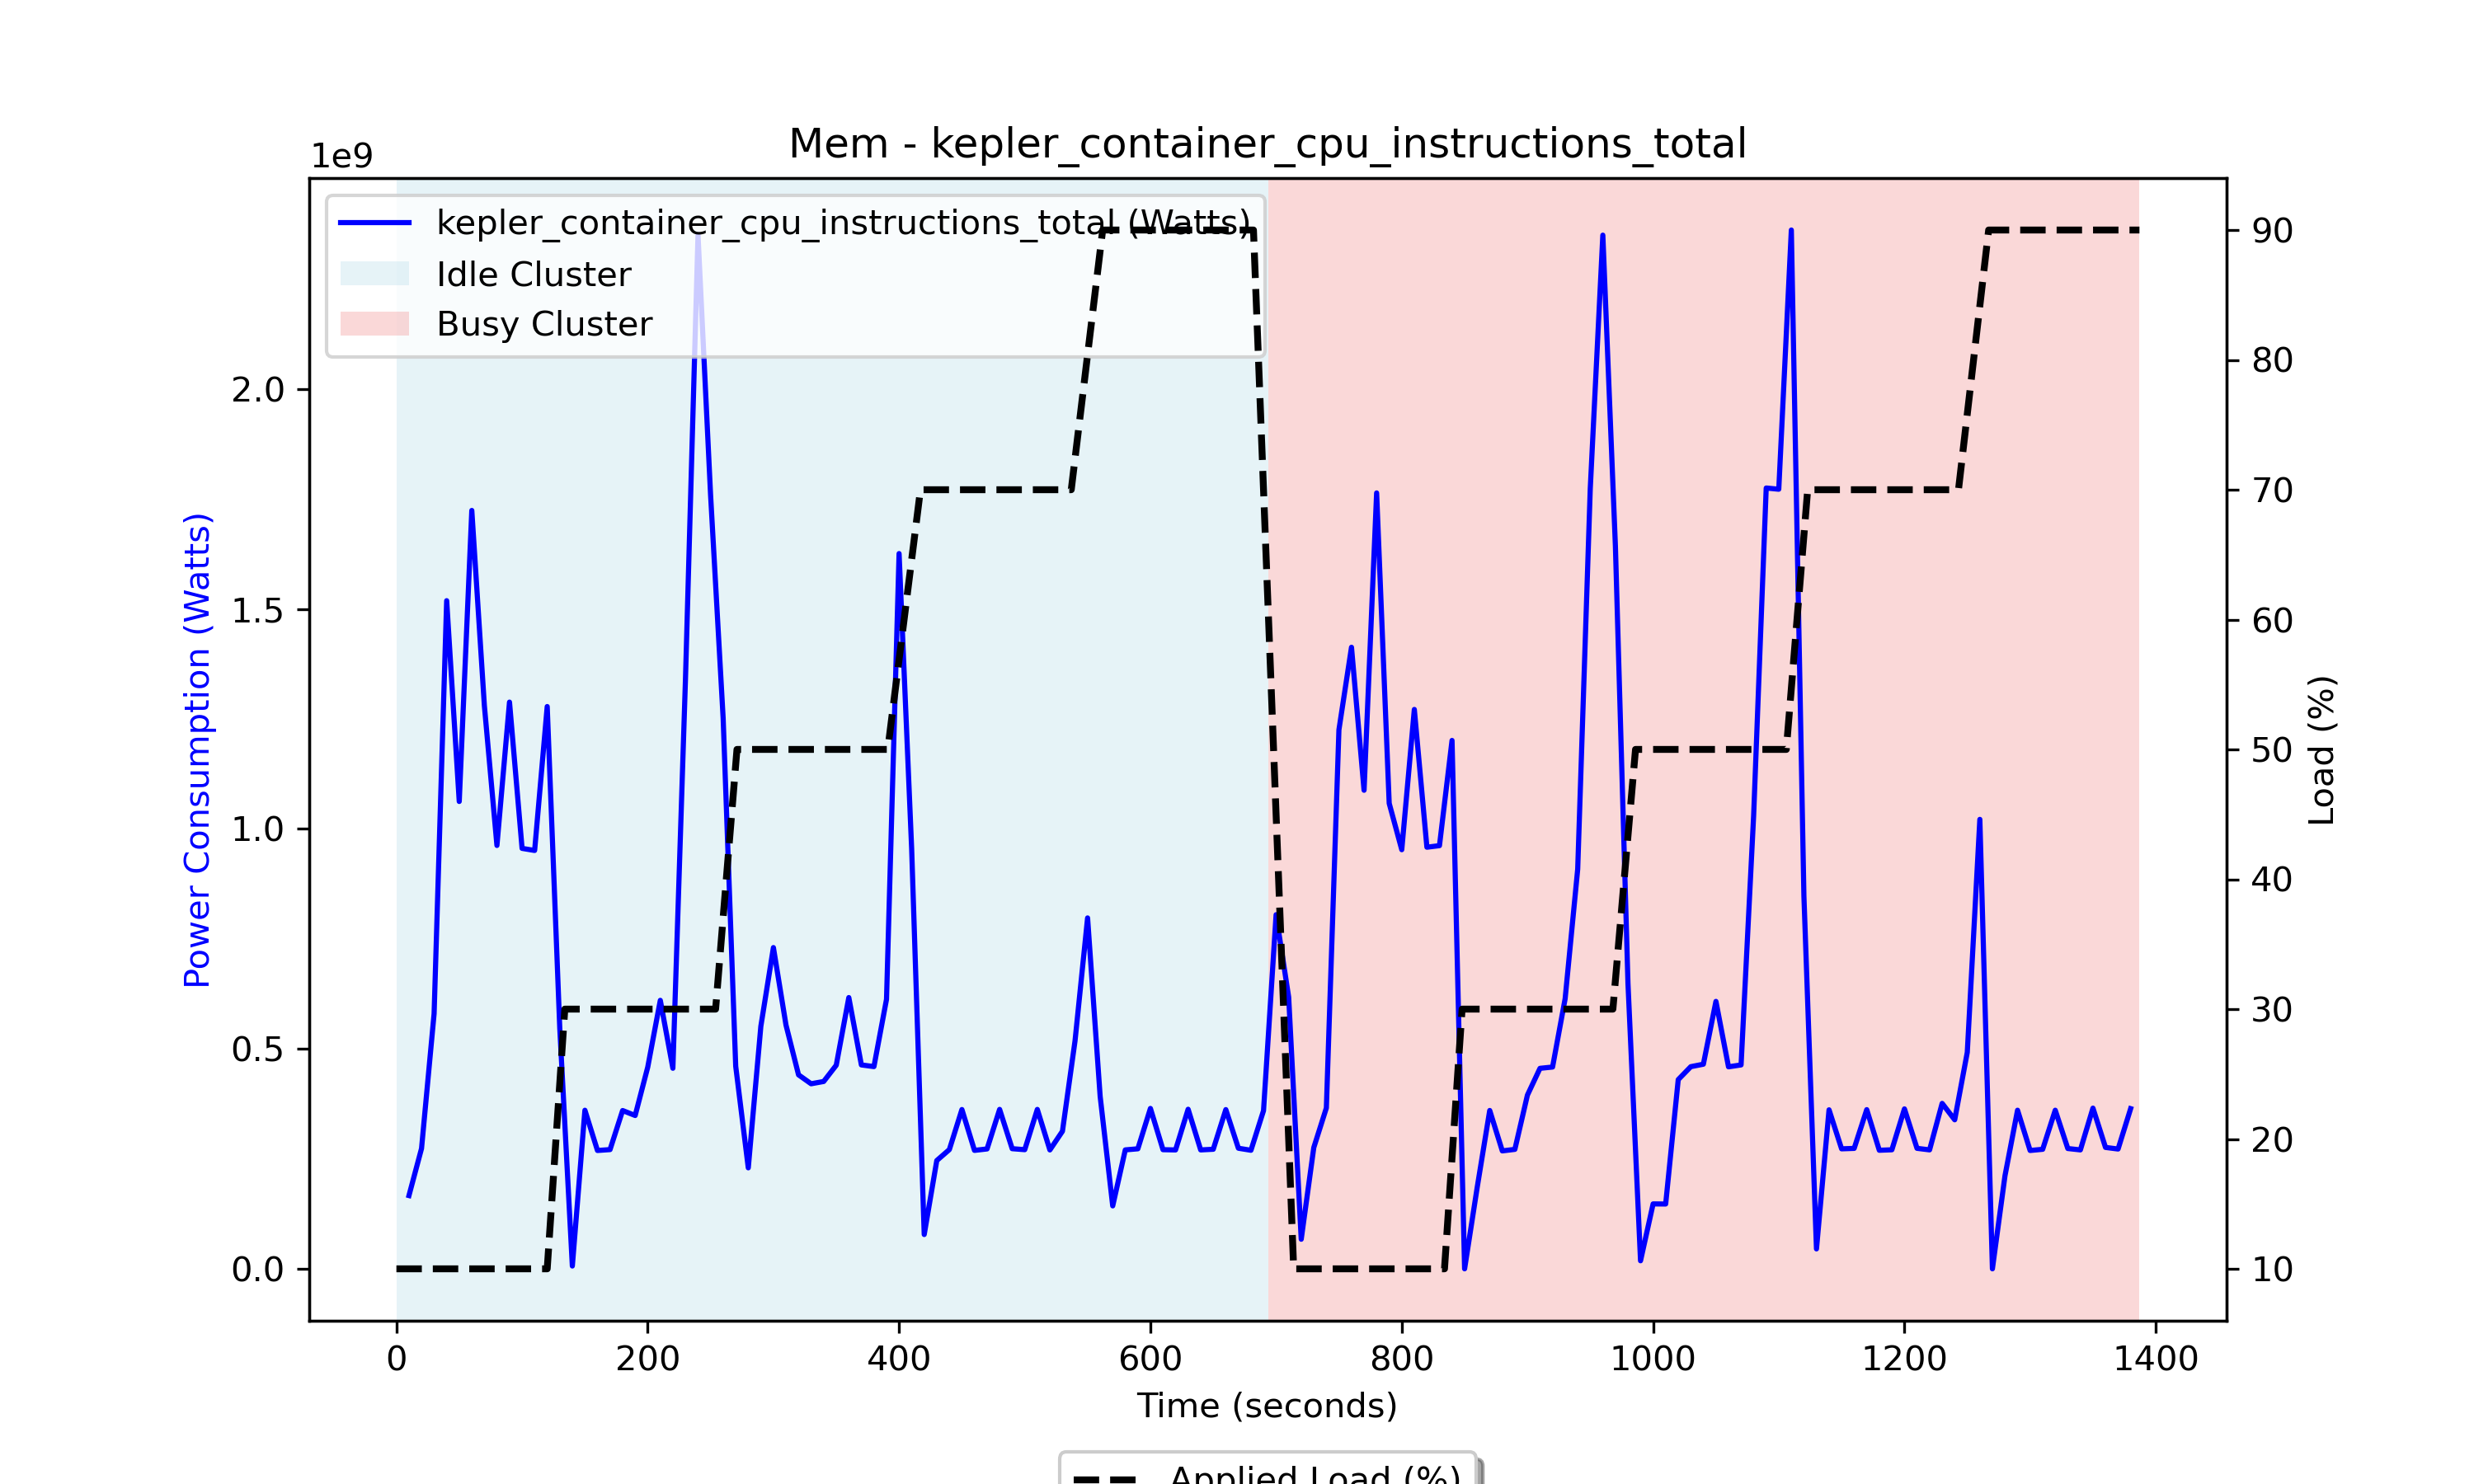 Mem - kepler_container_cpu_instructions_total
1e9
kepler_container_cpu_instructions_total (Watts)
Idle Cluster
Busy Cluster
2.0
1.5
1.0
0.5
0.0
Power Consumption (Watts)
90
80
70
60
50
40
30
20
10
Load (%)
0 200 400 600 800 1000 1200 1400
Time (seconds)
Applied Load (%)